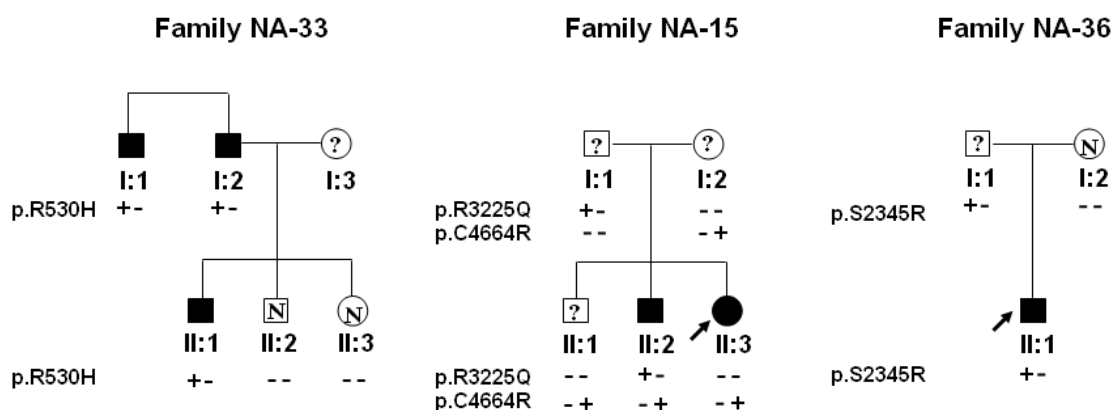 Family NA-33
Family NA-15
Family NA-36
?
I:1 I:2 I:3
p.R530H +- +-
N N
II:1 II:2 II:3
p.R530H +- -- --
? ?
I:1 I:2
p.R3225Q +- --
p.C4664R -- -+
?
II:1 II:2 II:3
p.R3225Q -- +- --
p.C4664R -+ -+ -+
? N
I:1 I:2
p.S2345R +- --
II:1
p.S2345R +-